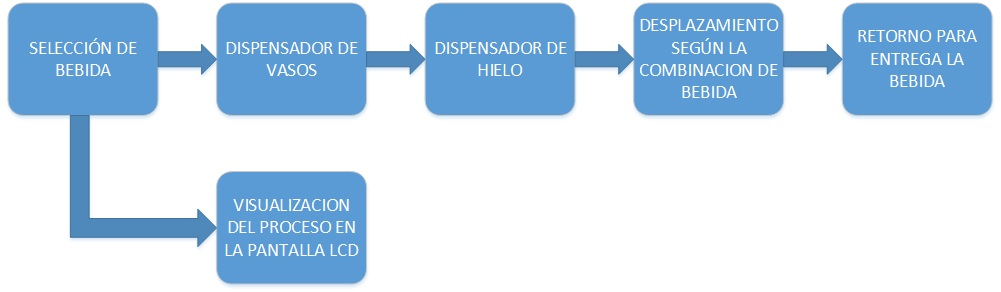 SELECCIÓN DE
BEBIDA
DISPENSADOR DE
VASOS
DISPENSADOR DE
HIELO
DESPLAZAMIENTO
SEGÚN LA
COMBINACION DE
BEBIDA
RETORNO PARA
ENTREGA LA
BEBIDA
VISUALIZACION
DEL PROCESO EN
LA PANTALLA LCD